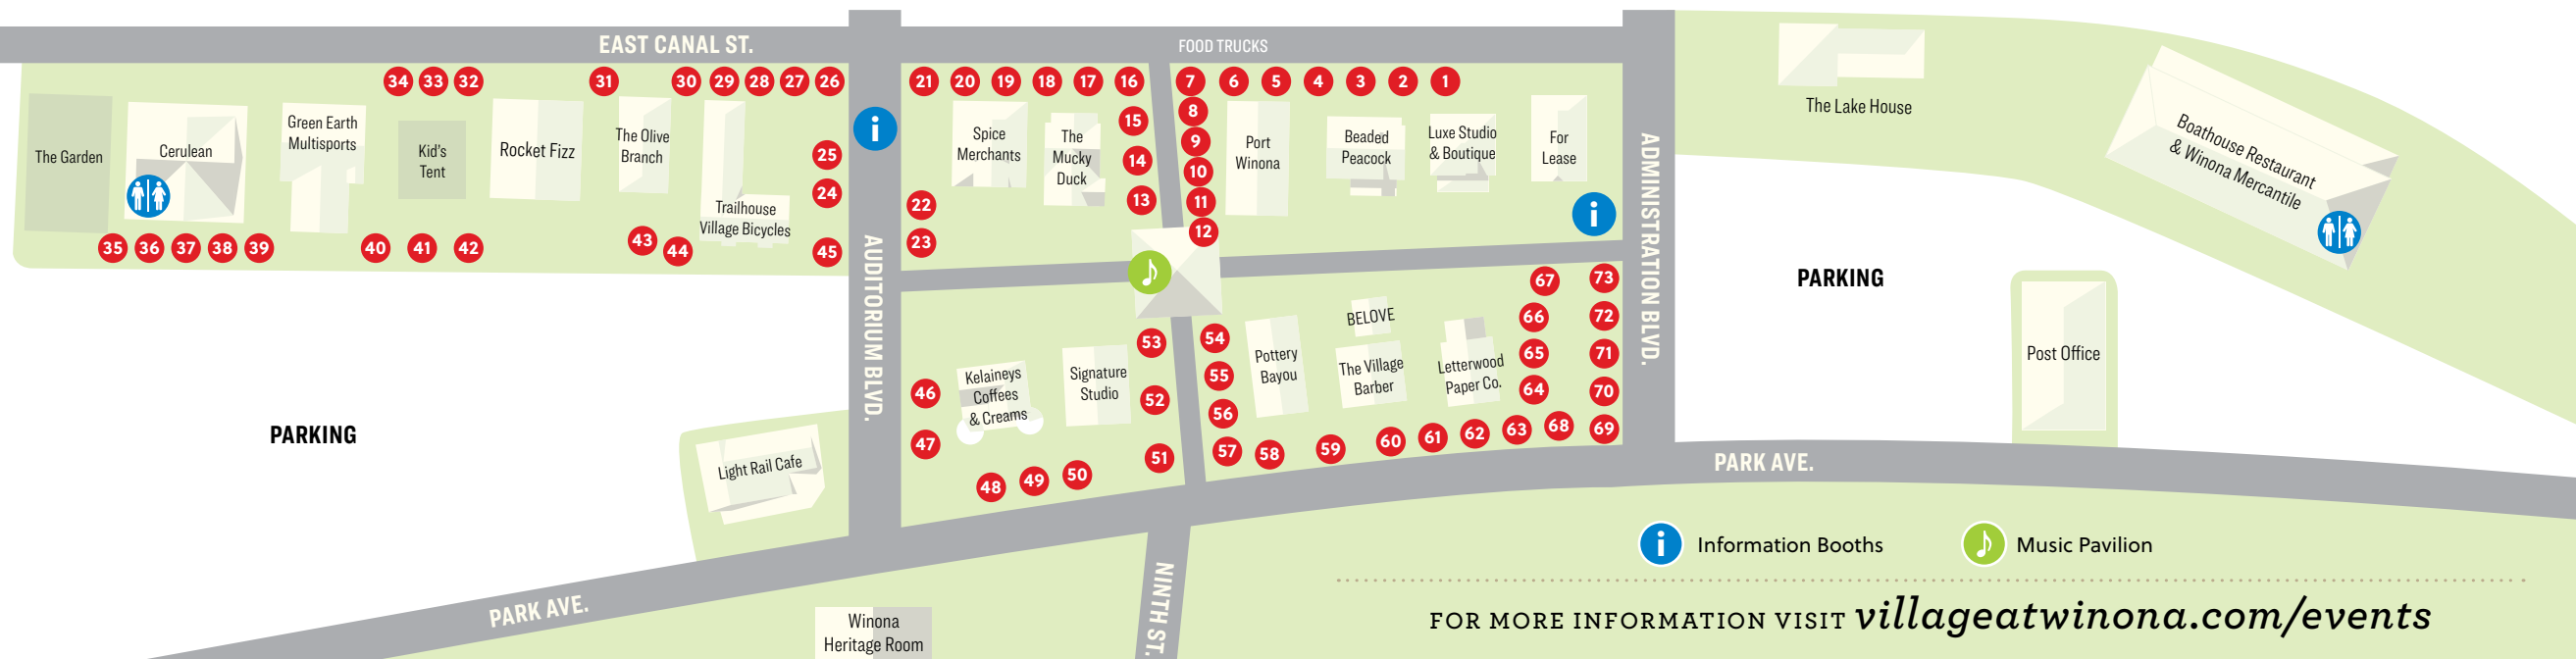 EAST CANAL ST.
FOOD TRUCKS
34 33 32 31 30 29 28 27 26
21 20 19 18 17 16
7 6 5 4 3 2 1
The Garden
Cerulean
Green Earth
Multisports
Kid's
Tent
Rocket Fizz
The Olive
Branch
Trailhouse
Village Bicycles
25
24
35 36 37 38 39
40 41 42
43 44 45
i
AUDITORIUM BLVD.
22
23
Spice
Merchants
The
Mucky
Duck
15
14
13
8
9
10
11
12
Port
Winona
Beaded
Peacock
Luxe Studio
& Boutique
For
Lease
i
ADMINISTRATION BLVD.
The Lake House
Boathouse Restaurant
& Winona Mercantile
PARKING
Post Office
PARKING
Light Rail Cafe
46
47
Kelaineys
Coffees
& Creams
Signature
Studio
53
52
51
48 49 50
54
55
56
57 58 59 60 61 62 63 68 69
Pottery
Bayou
BELOVE
The Village
Barber
Letterwood
Paper Co.
67
66
65
64
73
72
71
70
PARK AVE.
PARK AVE.
NINTH ST.
Winona
Heritage Room
i Information Booths
Music Pavilion
FOR MORE INFORMATION VISIT villageatwinona.com/events